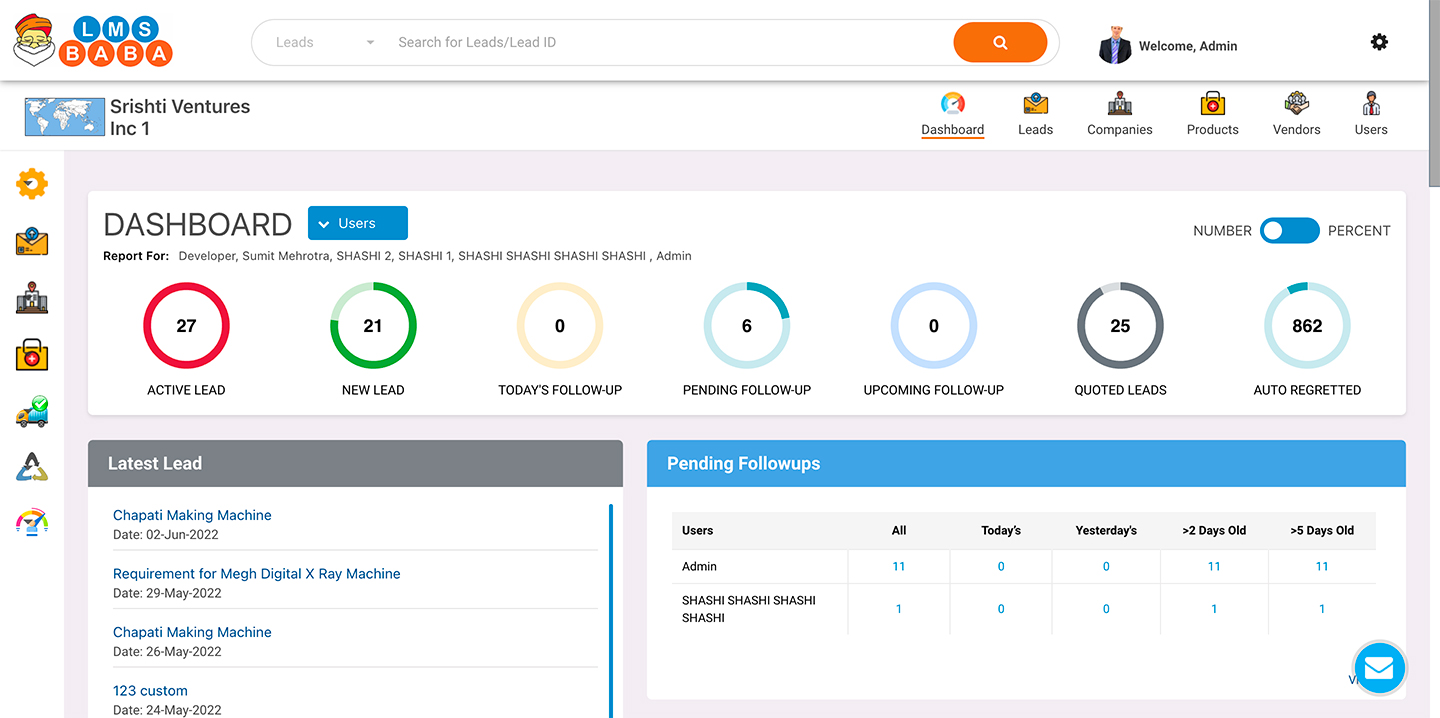 LMS
BABA
Leads
Search for Leads/Lead ID
Welcome, Admin
Srishti Ventures
Inc 1
Dashboard
Leads
Companies
Products
Vendors
Users
DASHBOARD
Users
NUMBER
PERCENT
Report For: Developer, Sumit Mehrotra, SHASHI 2, SHASHI 1, SHASHI SHASHI SHASHI SHASHI , Admin
27
21
0
6
0
25
862
ACTIVE LEAD
NEW LEAD
TODAY'S FOLLOW-UP
PENDING FOLLOW-UP
UPCOMING FOLLOW-UP
QUOTED LEADS
AUTO REGRETTED
Latest Lead
Chapati Making Machine
Date: 02-Jun-2022
Requirement for Megh Digital X Ray Machine
Date: 29-May-2022
Chapati Making Machine
Date: 26-May-2022
123 custom
Date: 24-May-2022
Pending Followups
Users All Today's Yesterday's >2 Days Old >5 Days Old
Admin 11 0 0 11 11
SHASHI SHASHI SHASHI
SHASHI 1 0 0 1 1